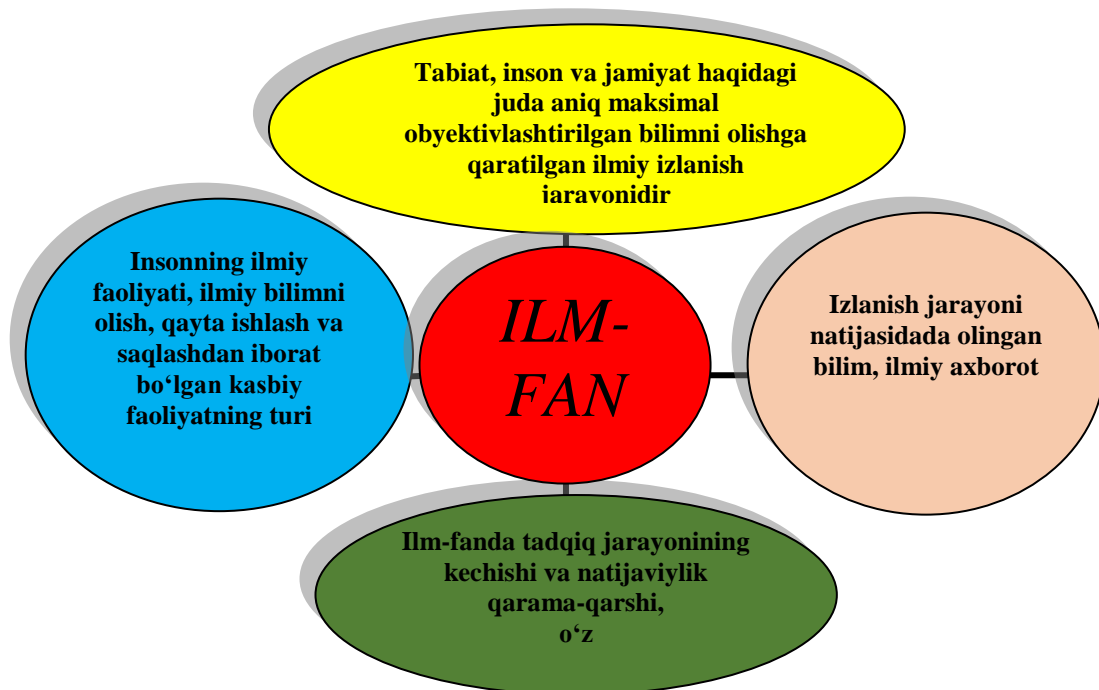 Tabiat, inson va jamiyat haqidagi
juda aniq maksimal
obyektivlashtirilgan bilimni olishga
qaratilgan ilmiy izlanish
jarayonidir
Insonning ilmiy
faoliyati, ilmiy bilimni
olish, qayta ishlash va
saqlashdan iborat
bo‘lgan kasbiy
faoliyatning turi
ILM-
FAN
Izlanish jarayoni
natijasidada olingan
bilim, ilmiy axborot
Ilm-fanda tadqiq jarayonining
kechishi va natijaviylik
qarama-qarshi,
o‘z